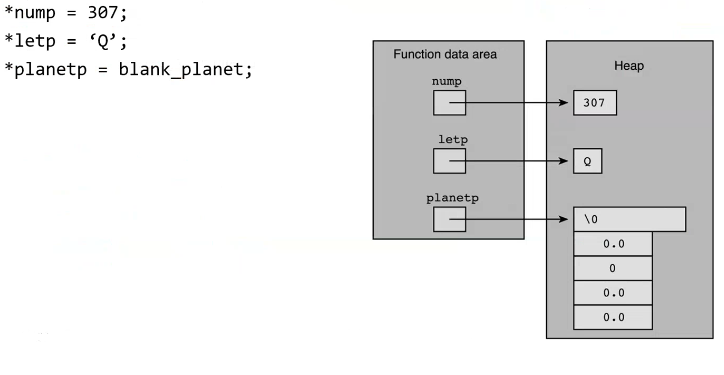 *nump = 307;
*letp = ‘Q’;
*planetp = blank_planet;
Function data area
Heap
nump
307
letp
Q
planetp
\0
0.0
0
0.0
0.0